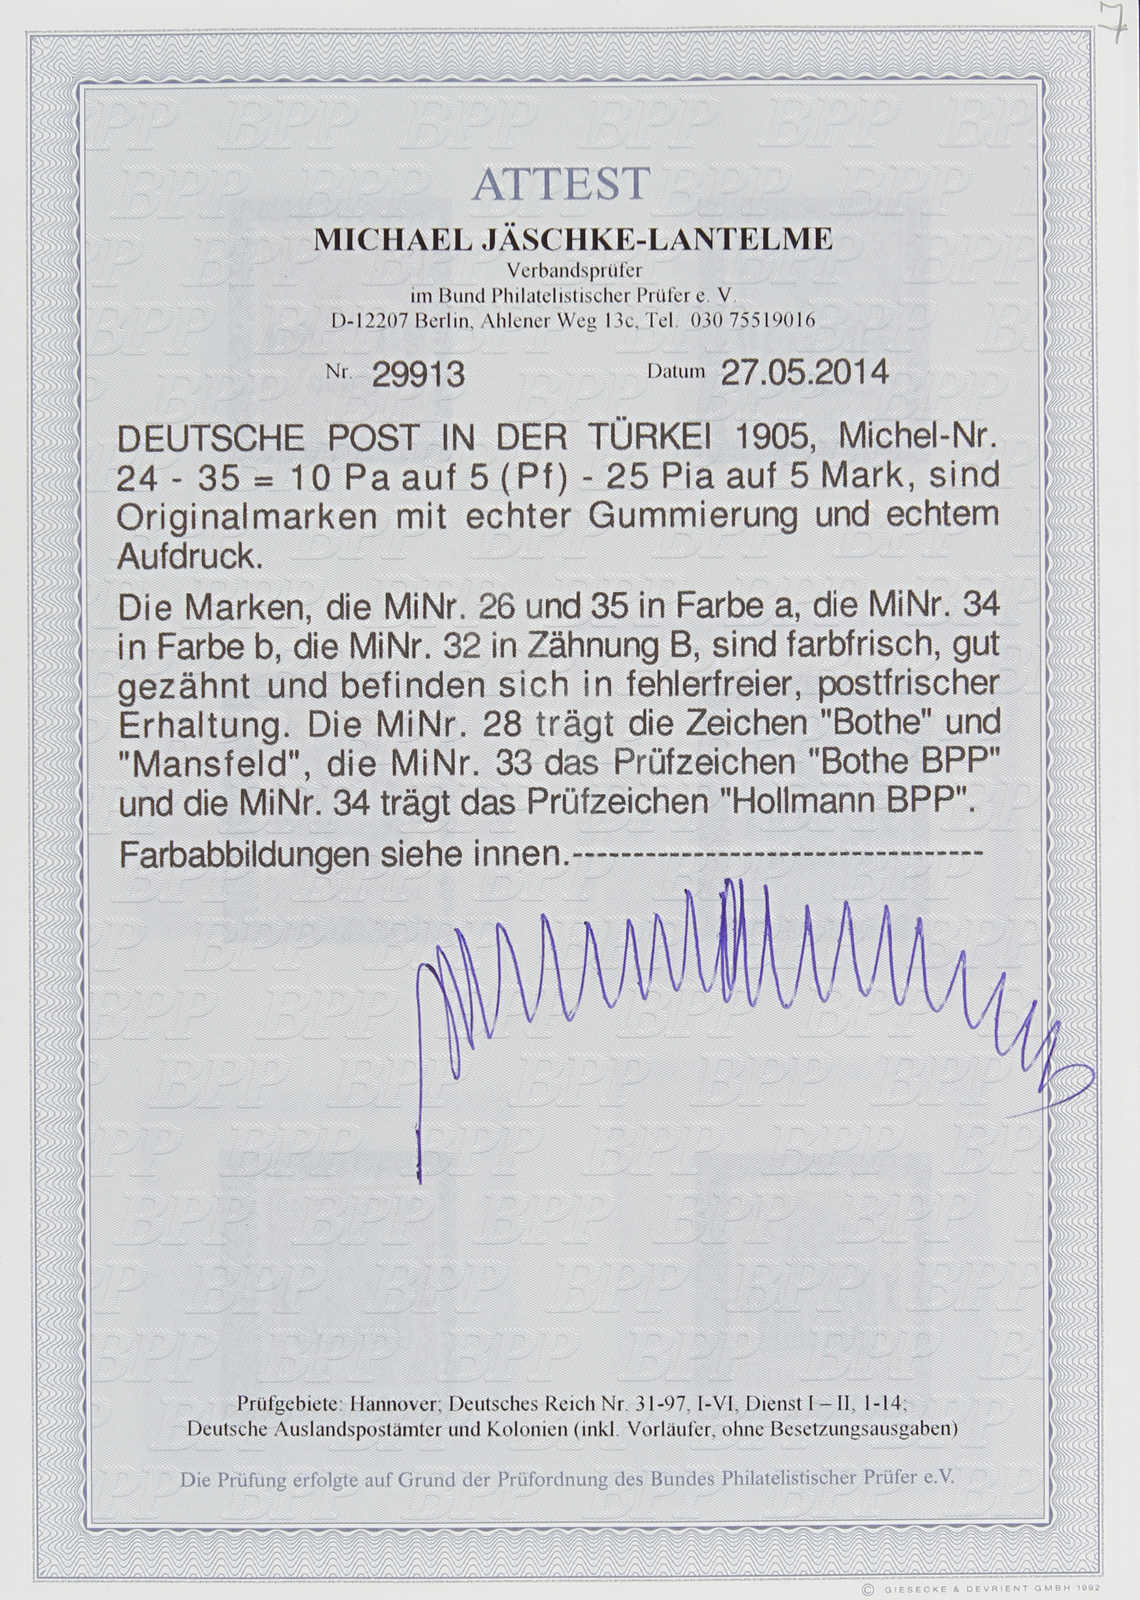 7
ATTEST
MICHAEL JÄSCHKE-LANTELME
Verbandsprüfer
im Bund Philatelistischer Prüfer e. V.
D-12207 Berlin, Ahlener Weg 13c, Tel. 030 75519016
Nr. 29913 Datum 27.05.2014
DEUTSCHE POST IN DER TÜRKEI 1905, Michel-Nr.
24 - 35 = 10 Pa auf 5 (Pf) - 25 Pia auf 5 Mark, sind
Originalmarken mit echter Gummierung und echtem
Aufdruck.
Die Marken, die MiNr. 26 und 35 in Farbe a, die MiNr. 34
in Farbe b, die MiNr. 32 in Zähnung B, sind farbfrisch, gut
gezähnt und befinden sich in fehlerfreier, postfrischer
Erhaltung. Die MiNr. 28 trägt die Zeichen "Bothe" und
"Mansfeld", die MiNr. 33 das Prüfzeichen "Bothe BPP"
und die MiNr. 34 trägt das Prüfzeichen "Hollmann BPP".
Farbabbildungen siehe innen.----------------------------------
Prüfgebiete: Hannover; Deutsches Reich Nr. 31-97, I-VI, Dienst I – II, 1-14;
Deutsche Auslandspostämter und Kolonien (inkl. Vorläufer, ohne Besetzungsausgaben)
Die Prüfung erfolgte auf Grund der Prüfordnung des Bundes Philatelistischer Prüfer e.V.
© GIESECKE & DEVRIENT GMBH 1992